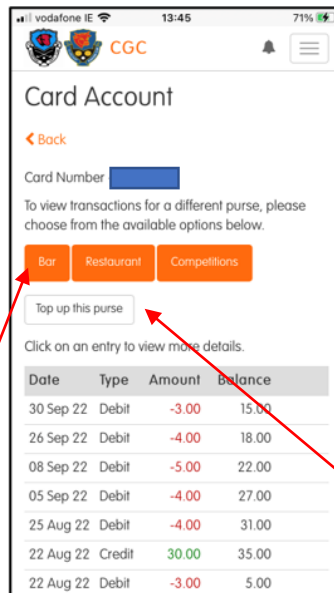 vodafone IE 13:45 71%
CGC
Card Account
Back
Card Number
To view transactions for a different purse, please
choose from the available options below.
Bar Restaurant Competitions
Top up this purse
Click on an entry to view more details.
Date Type Amount Balance
30 Sep 22 Debit -3.00 15.00
26 Sep 22 Debit -4.00 18.00
08 Sep 22 Debit -5.00 22.00
05 Sep 22 Debit -4.00 27.00
25 Aug 22 Debit -4.00 31.00
22 Aug 22 Credit 30.00 35.00
22 Aug 22 Debit -3.00 5.00